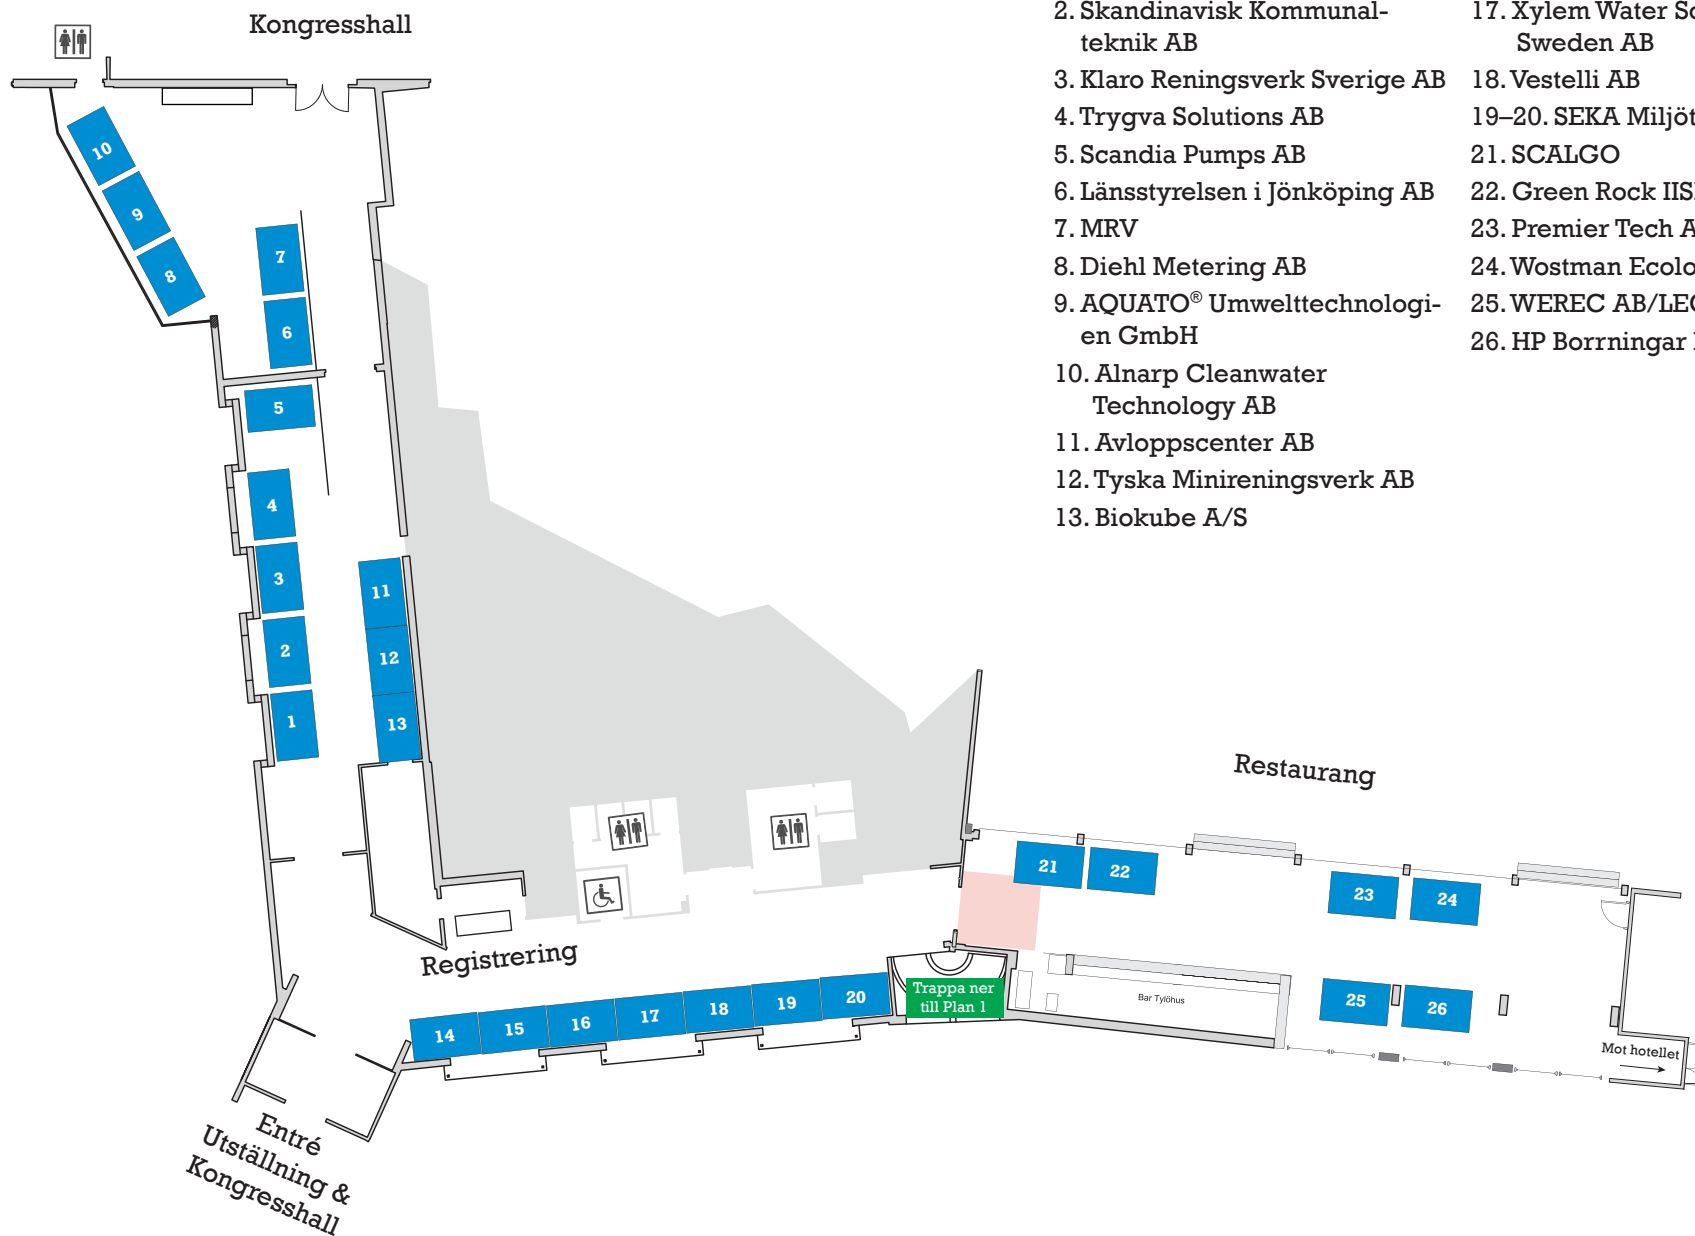 Kongresshall
2. Skandinavisk Kommunal-
teknik AB
3. Klaro Reningsverk Sverige AB
4. Trygva Solutions AB
5. Scandia Pumps AB
6. Länsstyrelsen i Jönköping AB
7. MRV
8. Diehl Metering AB
9. AQUATO® Umwelttechnologi-
en GmbH
10. Alnarp Cleanwater
Technology AB
11. Avloppscenter AB
12. Tyska Minireningsverk AB
13. Biokube A/S
17. Xylem Water
Sweden AB
18. Vestelli AB
19–20. SEKA
21. SCALGO
22. Green Rock
23. Premier Tech
24. Wostman
25. WEREC
26. HP Borrningar
10
9
8
7
6
5
4
3
2
1
11
12
13
Restaurang
21
22
23
24
25
26
Bar Tylöhus
Mot hotellet
Registrering
Trappa ner
till Plan 1
14
15
16
17
18
19
20
Entré
Utställning &
Kongresshall